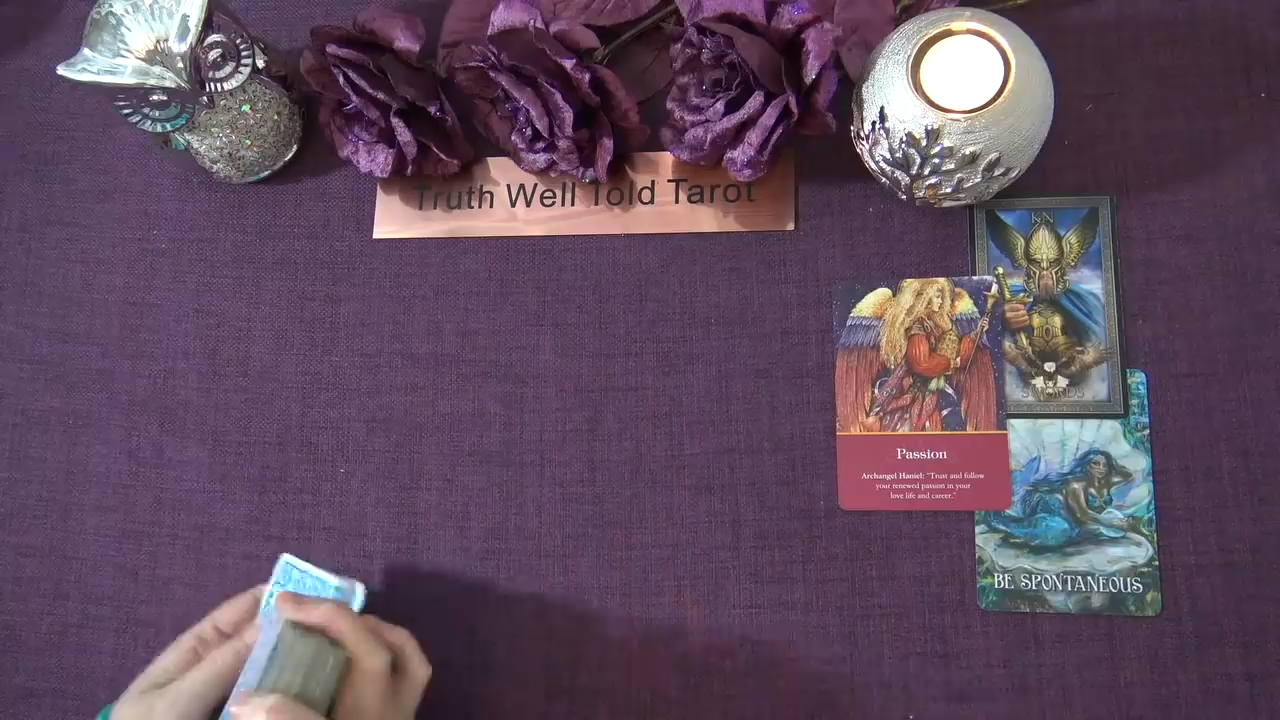 Truth Well Told Tarot
KN
SWORDS
Passion
Archangel Haniel: "Trust and follow
your renewed passion in your
love life and career."
BE SPONTANEOUS